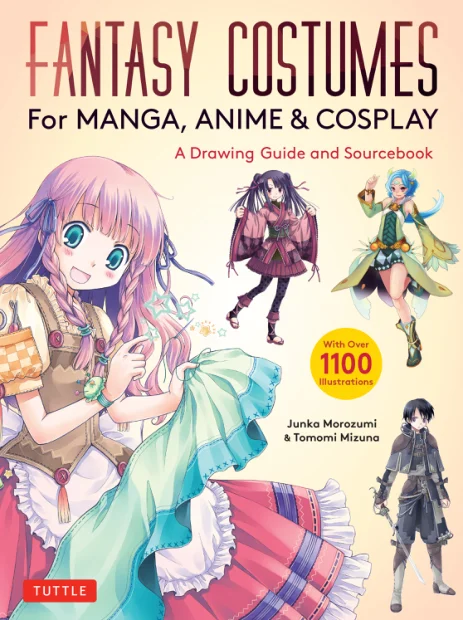 FANTASY COSTUMES
For MANGA, ANIME & COSPLAY
A Drawing Guide and Sourcebook
With Over
1100
Illustrations
Junka Morozumi
& Tomomi Mizuna
TUTTLE